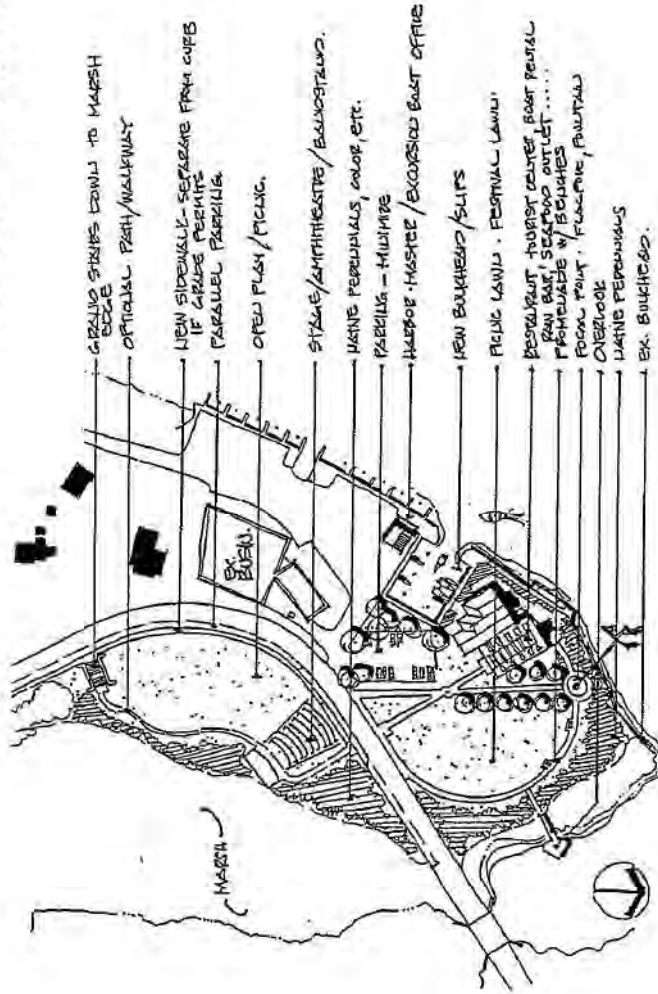 GRAND STAIRS DOWN TO MARSH
EDGE
OPTIONAL PATH/WALKWAY
NEW SIDEWALK - SEPARATE FROM CURB
IF GRADE PERMITS
PARALLEL PARKING.
OPEN PLAY/PICNIC.
STAGE/AMPHITHEATRE/BANDSTAND.
NATIVE PERENNIALS, COLOR, ETC.
PARKING - MINIMIZE
HARBOR-MASTER/EXCURSION BOAT OFFICE
NEW BULKHEAD/SLIPS
PICNIC LAWN. FESTIVAL LAWN.
RESTAURANT TOURIST CENTER, BOAT RENTAL
RAW BAR, SEAFOOD OUTLET.....
PROMENADE W/ BENCHES
FOCAL POINT. FLAGPOLE, FOUNTAIN
OVERLOOK
NATIVE PERENNIALS
EX. BULKHEAD.
EX.
BUSN.
MARSH